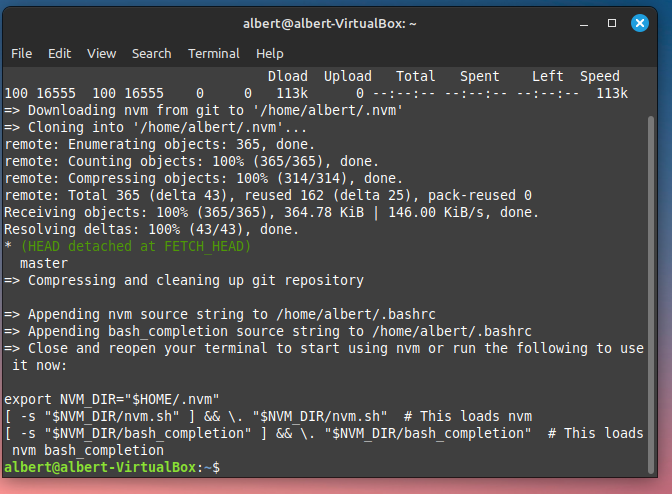 albert@albert-VirtualBox: ~
File Edit View Search Terminal Help
Dload Upload Total Spent Left Speed
100 16555 100 16555 0 0 113k 0 --:--:-- --:--:-- --:--:-- 113k
=> Downloading nvm from git to '/home/albert/.nvm'
=> Cloning into '/home/albert/.nvm'...
remote: Enumerating objects: 365, done.
remote: Counting objects: 100% (365/365), done.
remote: Compressing objects: 100% (314/314), done.
remote: Total 365 (delta 43), reused 162 (delta 25), pack-reused 0
Receiving objects: 100% (365/365), 364.78 KiB | 146.00 KiB/s, done.
Resolving deltas: 100% (43/43), done.
* (HEAD detached at FETCH_HEAD)
master
=> Compressing and cleaning up git repository
=> Appending nvm source string to /home/albert/.bashrc
=> Appending bash_completion source string to /home/albert/.bashrc
=> Close and reopen your terminal to start using nvm or run the following to use
it now:
export NVM_DIR="$HOME/.nvm"
[ -s "$NVM_DIR/nvm.sh" ] && \. "$NVM_DIR/nvm.sh" # This loads nvm
[ -s "$NVM_DIR/bash_completion" ] && \. "$NVM_DIR/bash_completion" # This loads
nvm bash_completion
albert@albert-VirtualBox:~$